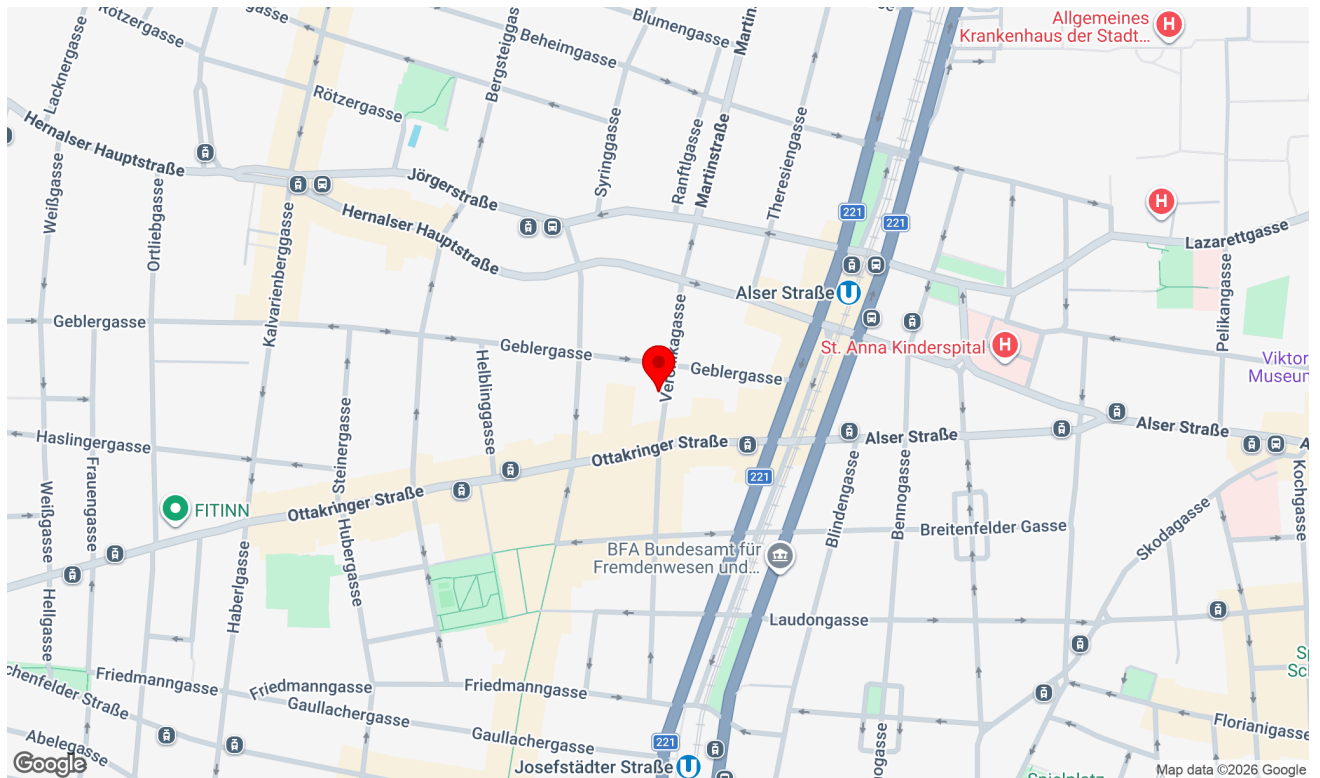 Rötzergasse
Bergsteiggasse
Blumengasse
Beheimgasse
Martinstraße
Allgemeines
Krankenhaus der Stadt...
H
Lacknergasse
Rötzergasse
Hernalser Hauptstraße
Syringgasse
Ranftlgasse
Martinstraße
Theresiengasse
Weißgasse
Ortliebgasse
Jörgerstraße
Hernalser Hauptstraße
H
221
221
Lazarettgasse
Kalvarienberggasse
Alser Straße
U
Pelikangasse
Geblergasse
Geblergasse
Geblergasse
St. Anna Kinderspital
H
Viktor
Museum
Helblinggasse
Steinergasse
Haslingergasse
Frauengasse
Ottakringer Straße
Alser Straße
Alser Straße
221
Weißgasse
FITINN
Ottakringer Straße
Hubergasse
Blindengasse
Bennogasse
Breitenfelder Gasse
Skodagasse
Kochgasse
BFA Bundesamt für
Fremdenwesen und...
Haberlgasse
Hellgasse
Laudongasse
Friedmanngasse
Friedmanngasse
Friedmanngasse
Gaullachergasse
Gaullachergasse
Abelegasse
221
Josefstädter Straße
U
Florianigasse
Google
Map data ©2026 Google